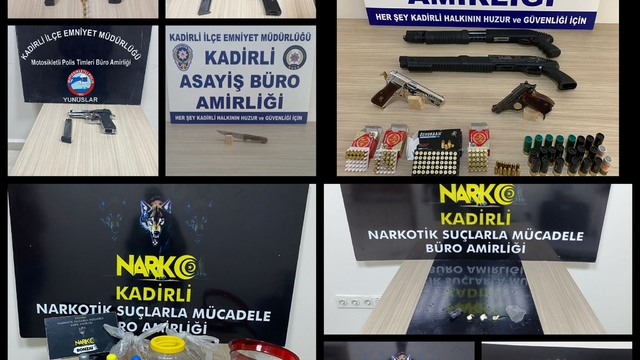 AMİRLİĞİ
HER ŞEY KADİRLİ HALKININ HUZUR ve GÜVENLİĞİ İÇİN
KADİRLİ İLÇE EMNİYET MÜDÜRLÜĞÜ
Motosikletli Polis Timleri Büro Amirliği
YUNUSLAR
KADİRLİ İLÇE EMNİYET MÜDÜRLÜĞÜ
KADİRLİ
ASAYİŞ BÜRO
AMİRLİĞİ
HER ŞEY KADİRLİ HALKININ HUZUR ve GÜVENLİĞİ İÇİN
NARKO
KADİRLİ
NARKOTİK SUÇLARLA MÜCADELE
BÜRO AMİRLİĞİ
NARKO
KADİRLİ
NARKOTİK SUÇLARLA MÜCADELE
BÜRO AMİRLİĞİ
BONZAI